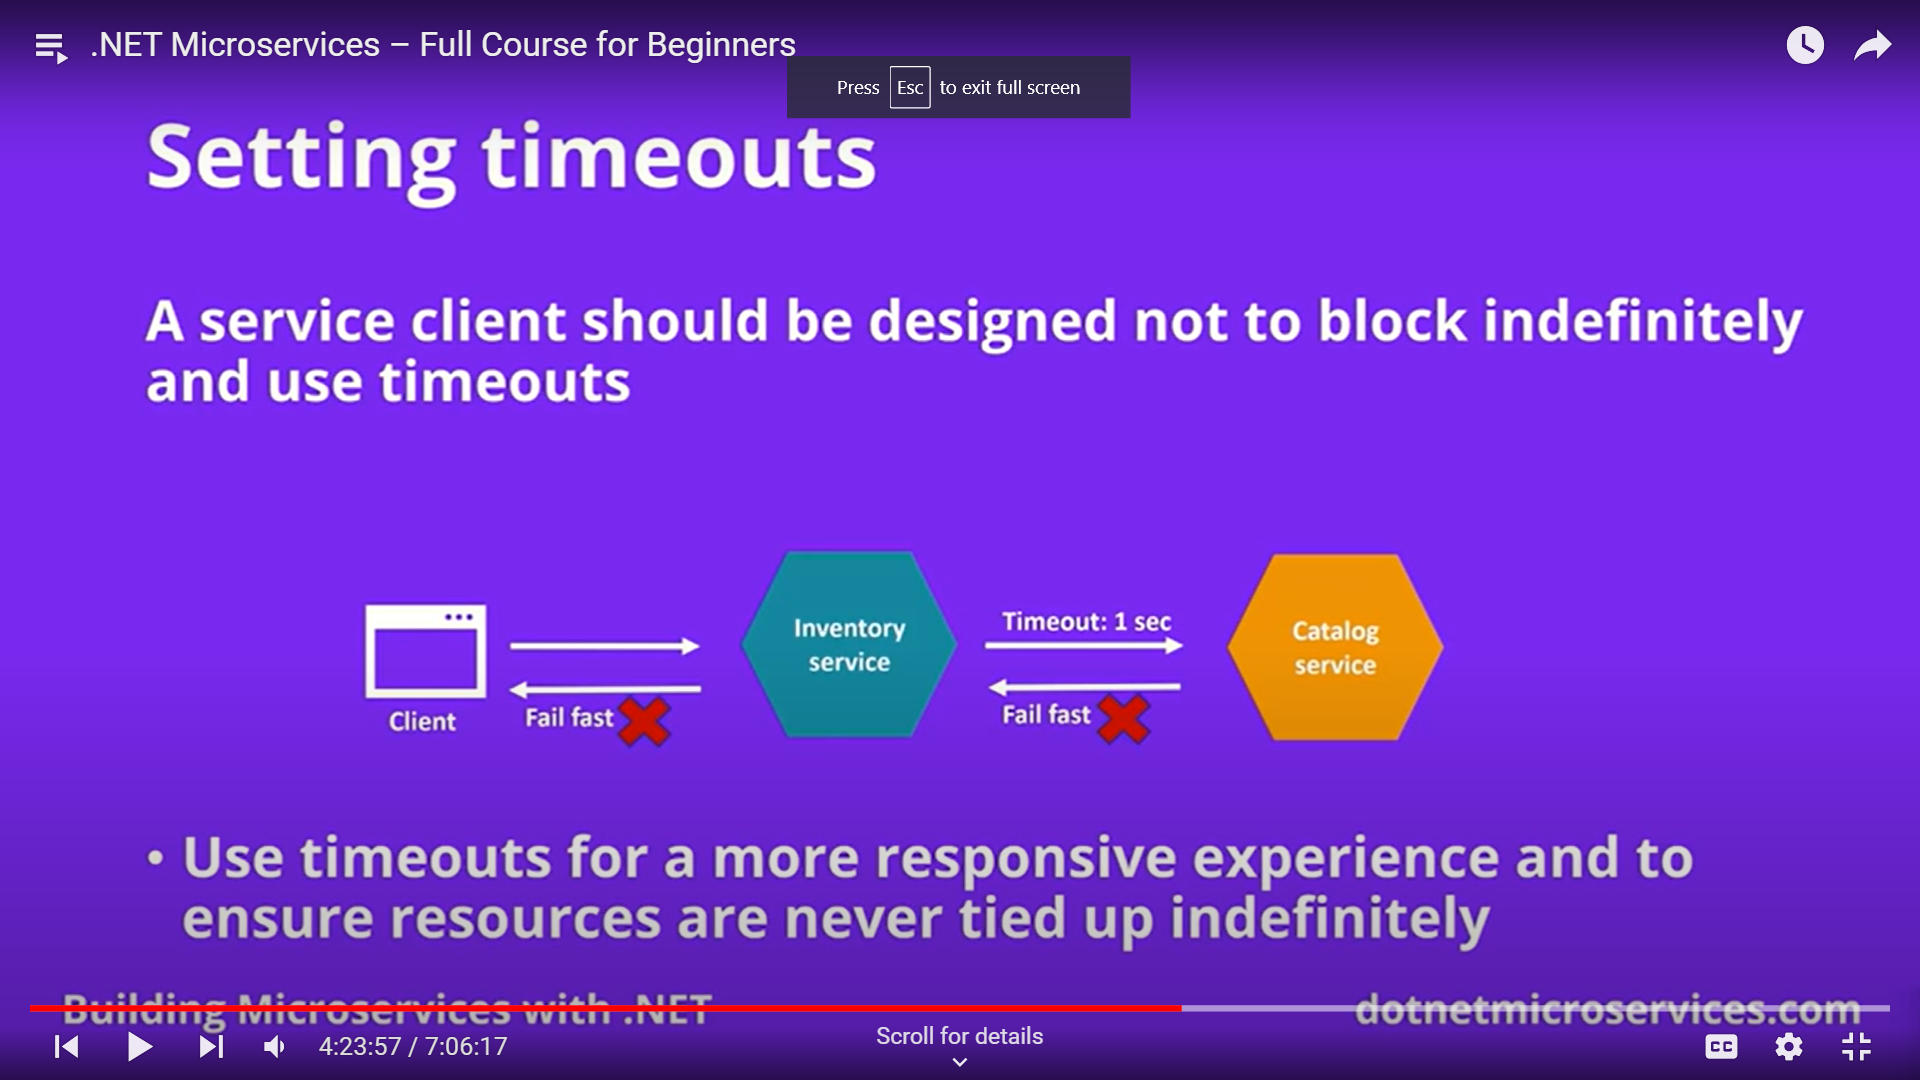 .NET Microservices – Full Course for Beginners
Press Esc to exit full screen
Setting timeouts
A service client should be designed not to block indefinitely
and use timeouts
Client
Fail fast
Inventory
service
Timeout: 1 sec
Fail fast
Catalog
service
• Use timeouts for a more responsive experience and to
ensure resources are never tied up indefinitely
Building Microservices with .NET
dotnetmicroservices.com
4:23:57 / 7:06:17
Scroll for details
CC